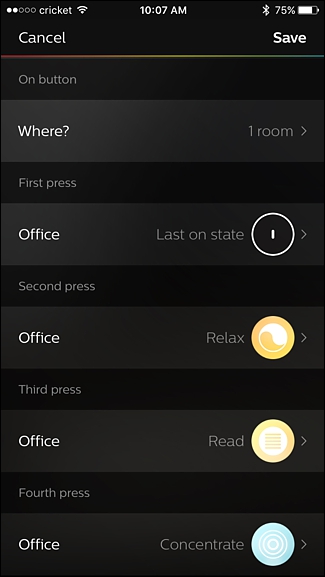 cricket 10:07 AM 75%
Cancel Save
On button
Where? 1 room
First press
Office Last on state
Second press
Office Relax
Third press
Office Read
Fourth press
Office Concentrate